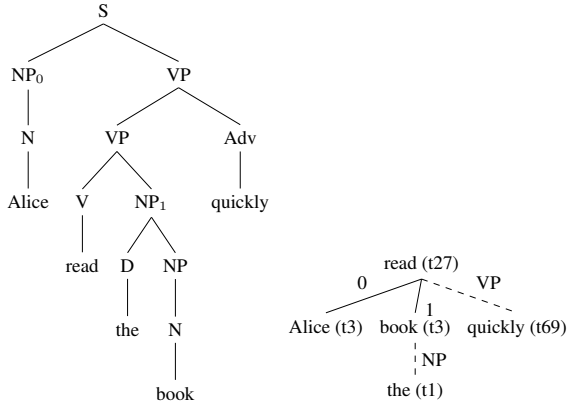 S
NP₀ VP
N VP Adv
Alice V NP₁ quickly
read D NP
the N
book
read (t27)
0 VP
1
Alice (t3) book (t3) quickly (t69)
NP
the (t1)